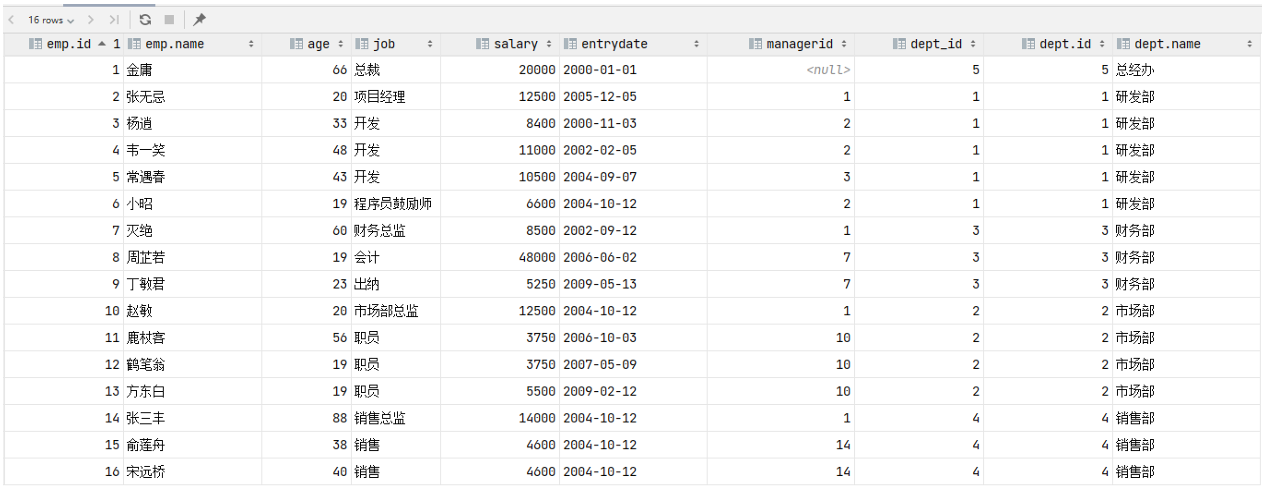 16 rows
emp.id 1 emp.name age job salary entrydate managerid dept_id dept.id dept.name
1 金庸 66 总裁 20000 2000-01-01 <null> 5 5 总经办
2 张无忌 20 项目经理 12500 2005-12-05 1 1 1 研发部
3 杨逍 33 开发 8400 2000-11-03 2 1 1 研发部
4 韦一笑 48 开发 11000 2002-02-05 2 1 1 研发部
5 常遇春 43 开发 10500 2004-09-07 3 1 1 研发部
6 小昭 19 程序员鼓励师 6600 2004-10-12 2 1 1 研发部
7 灭绝 60 财务总监 8500 2002-09-12 1 3 3 财务部
8 周芷若 19 会计 48000 2006-06-02 7 3 3 财务部
9 丁敏君 23 出纳 5250 2009-05-13 7 3 3 财务部
10 赵敏 20 市场部总监 12500 2004-10-12 1 2 2 市场部
11 鹿杖客 56 职员 3750 2006-10-03 10 2 2 市场部
12 鹤笔翁 19 职员 3750 2007-05-09 10 2 2 市场部
13 方东白 19 职员 5500 2009-02-12 10 2 2 市场部
14 张三丰 88 销售总监 14000 2004-10-12 1 4 4 销售部
15 俞莲舟 38 销售 4600 2004-10-12 14 4 4 销售部
16 宋远桥 40 销售 4600 2004-10-12 14 4 4 销售部